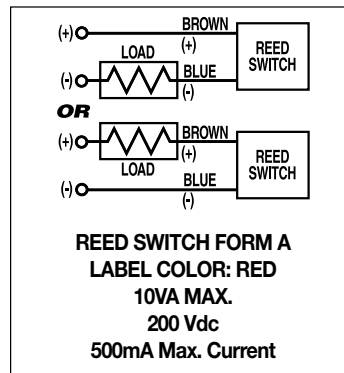 (+) BROWN
(+)
LOAD
REED
SWITCH
(-) BLUE
(-)
OR
(+) BROWN
(+)
LOAD
REED
SWITCH
(-) BLUE
(-)
REED SWITCH FORM A
LABEL COLOR: RED
10VA MAX.
200 Vdc
500mA Max. Current